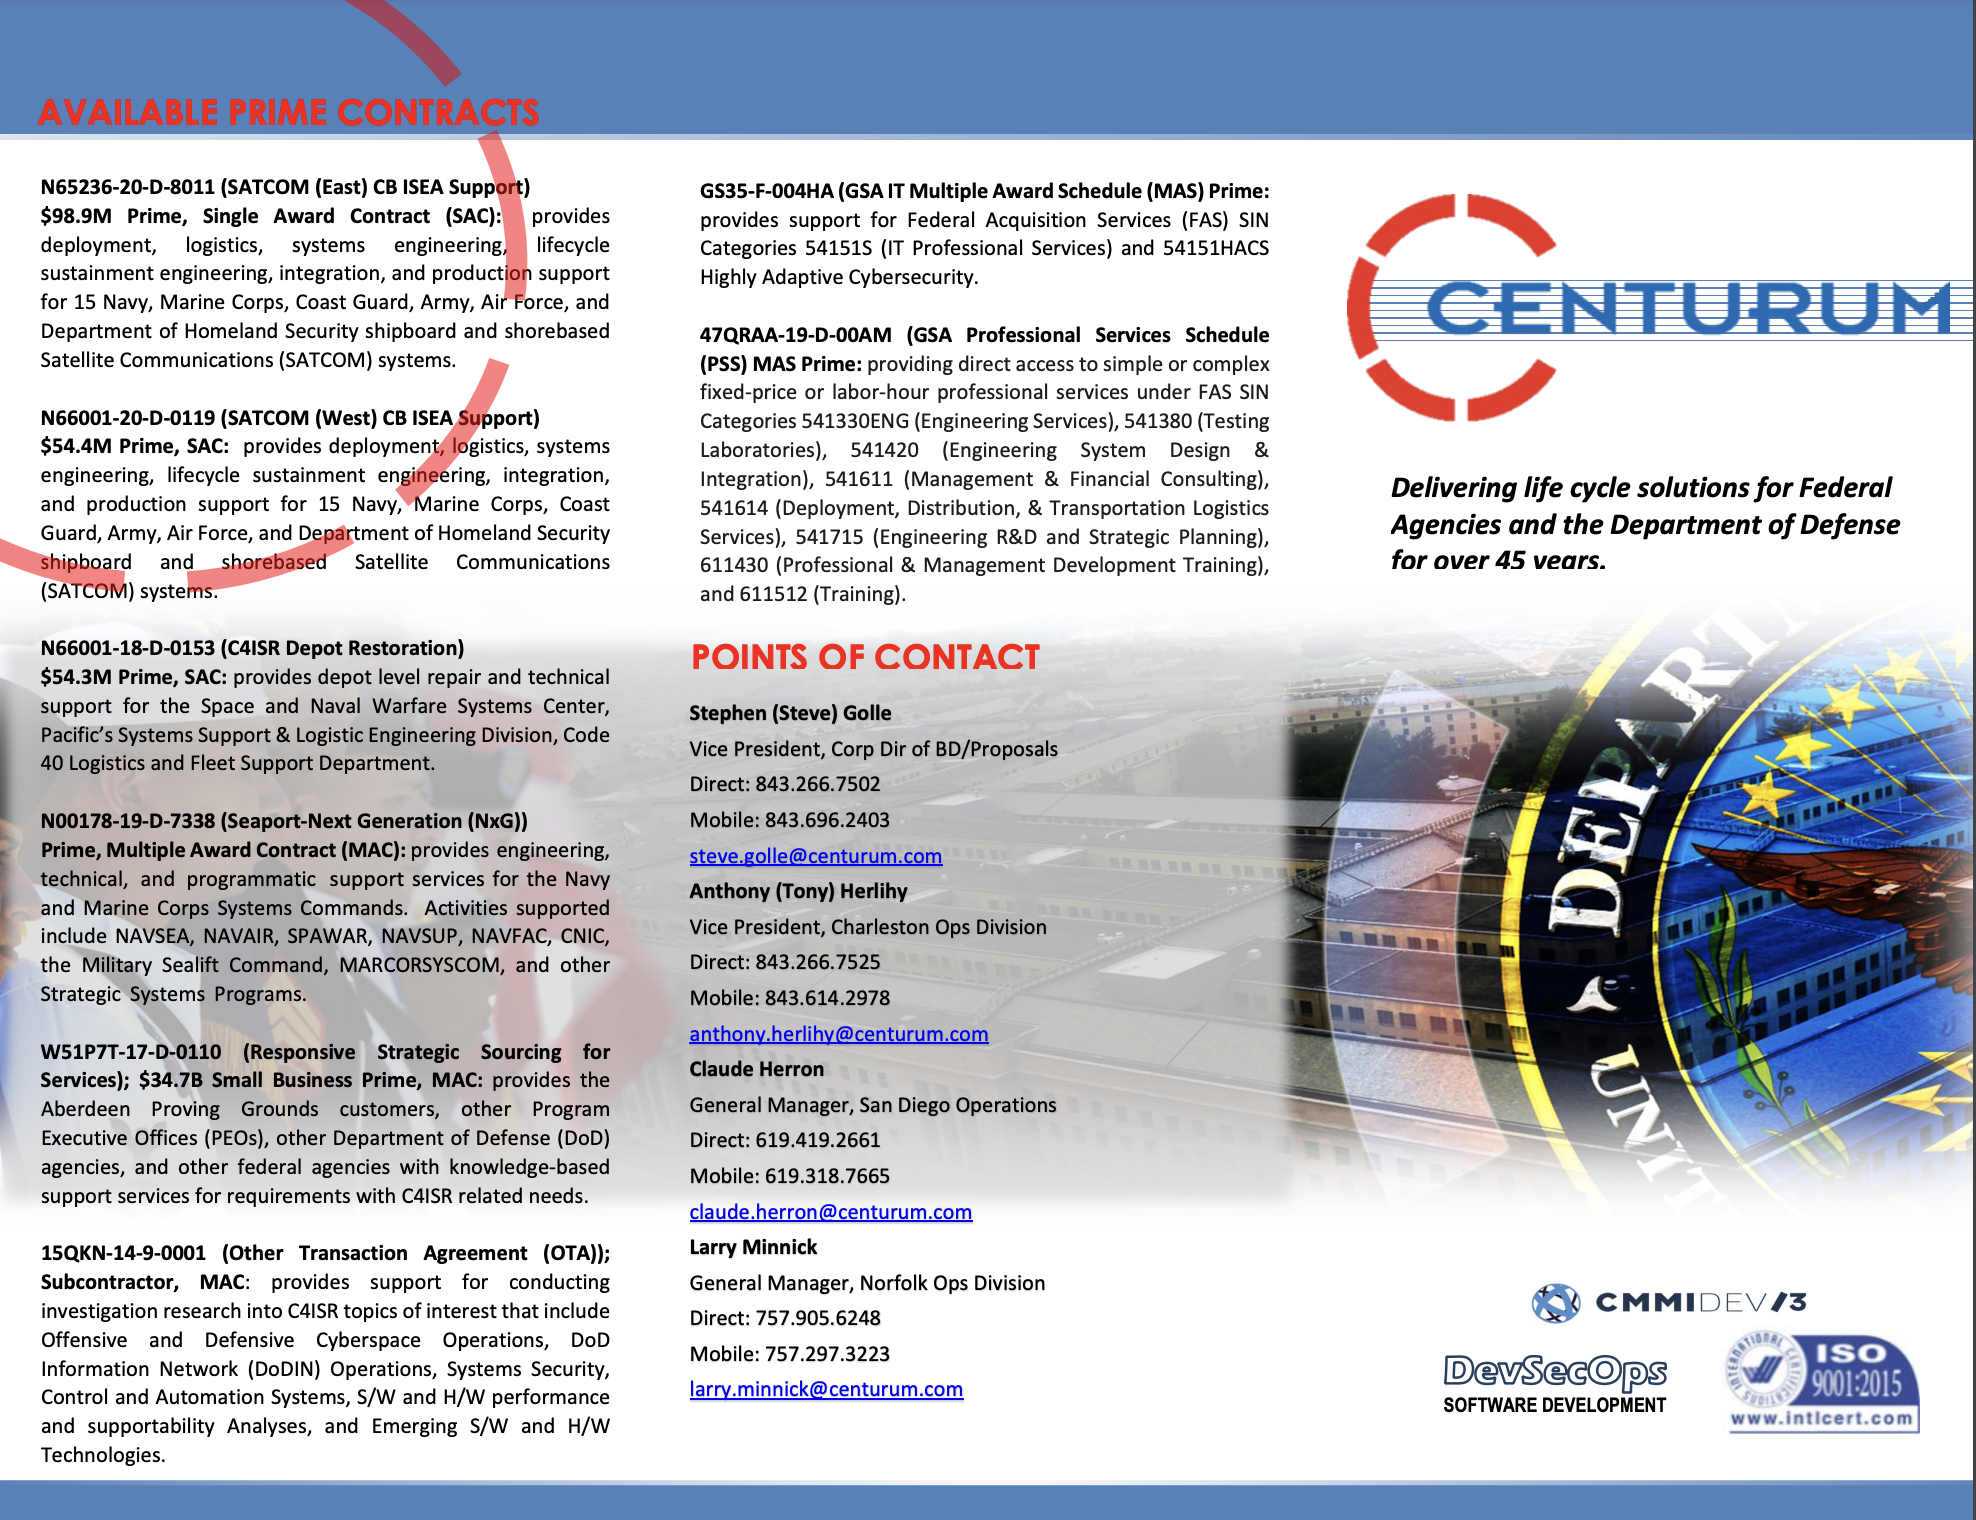 AVAILABLE PRIME CONTRACTS
N65236-20-D-8011 (SATCOM (East) CB ISEA Support)
$98.9M Prime, Single Award Contract (SAC): provides
deployment, logistics, systems engineering, lifecycle
sustainment engineering, integration, and production support
for 15 Navy, Marine Corps, Coast Guard, Army, Air Force, and
Department of Homeland Security shipboard and shorebased
Satellite Communications (SATCOM) systems.
N66001-20-D-0119 (SATCOM (West) CB ISEA Support)
$54.4M Prime, SAC: provides deployment, logistics, systems
engineering, lifecycle sustainment engineering, integration,
and production support for 15 Navy, Marine Corps, Coast
Guard, Army, Air Force, and Department of Homeland Security
shipboard and shorebased Satellite Communications
(SATCOM) systems.
N66001-18-D-0153 (C4ISR Depot Restoration)
$54.3M Prime, SAC: provides depot level repair and technical
support for the Space and Naval Warfare Systems Center,
Pacific's Systems Support & Logistic Engineering Division, Code
40 Logistics and Fleet Support Department.
N00178-19-D-7338 (Seaport-Next Generation (NxG))
Prime, Multiple Award Contract (MAC): provides engineering,
technical, and programmatic support services for the Navy
and Marine Corps Systems Commands. Activities supported
include NAVSEA, NAVAIR, SPAWAR, NAVSUP, NAVFAC, CNIC,
the Military Sealift Command, MARCORSYSCOM, and other
Strategic Systems Programs.
W51P7T-17-D-0110 (Responsive Strategic Sourcing for
Services); $34.7B Small Business Prime, MAC: provides the
Aberdeen Proving Grounds customers, other Program
Executive Offices (PEOs), other Department of Defense (DoD)
agencies, and other federal agencies with knowledge-based
support services for requirements with C4ISR related needs.
15QKN-14-9-0001 (Other Transaction Agreement (OTA));
Subcontractor, MAC: provides support for conducting
investigation research into C4ISR topics of interest that include
Offensive and Defensive Cyberspace Operations, DoD
Information Network (DoDIN) Operations, Systems Security,
Control and Automation Systems, S/W and H/W performance
and supportability Analyses, and Emerging S/W and H/W
Technologies.
GS35-F-004HA (GSA IT Multiple Award Schedule (MAS) Prime:
provides support for Federal Acquisition Services (FAS) SIN
Categories 54151S (IT Professional Services) and 54151HACS
Highly Adaptive Cybersecurity.
47QRAA-19-D-00AM (GSA Professional Services Schedule
(PSS) MAS Prime: providing direct access to simple or complex
fixed-price or labor-hour professional services under FAS SIN
Categories 541330ENG (Engineering Services), 541380 (Testing
Laboratories), 541420 (Engineering System Design &
Integration), 541611 (Management & Financial Consulting),
541614 (Deployment, Distribution, & Transportation Logistics
Services), 541715 (Engineering R&D and Strategic Planning),
611430 (Professional & Management Development Training),
and 611512 (Training).
POINTS OF CONTACT
Stephen (Steve) Golle
Vice President, Corp Dir of BD/Proposals
Direct: 843.266.7502
Mobile: 843.696.2403
steve.golle@centurum.com
Anthony (Tony) Herlihy
Vice President, Charleston Ops Division
Direct: 843.266.7525
Mobile: 843.614.2978
anthony.herlihy@centurum.com
Claude Herron
General Manager, San Diego Operations
Direct: 619.419.2661
Mobile: 619.318.7665
claude.herron@centurum.com
Larry Minnick
General Manager, Norfolk Ops Division
Direct: 757.905.6248
Mobile: 757.297.3223
larry.minnick@centurum.com
CENTURUM
Delivering life cycle solutions for Federal
Agencies and the Department of Defense
for over 45 years.
DEPARTM
UNIT
CMMIDEV/3
DevSecOps
SOFTWARE DEVELOPMENT
INTERNATIONAL CERTIFICATIONS
ISO
9001:2015
www.intlcert.com